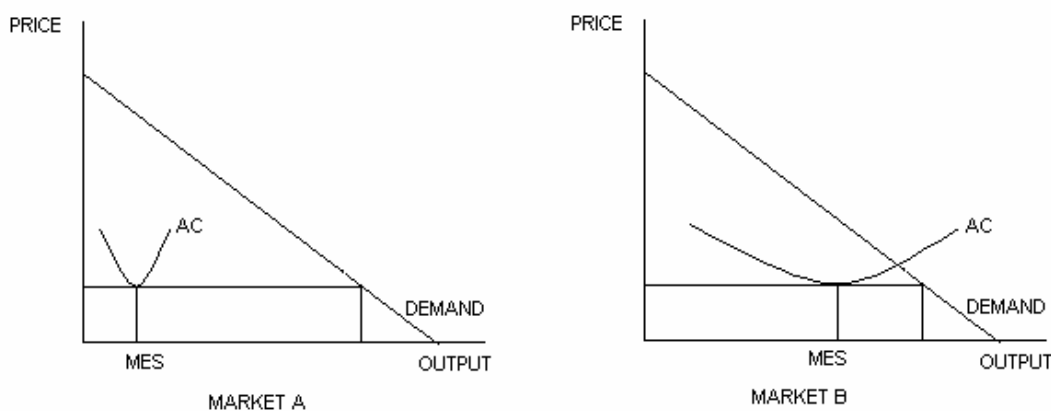 PRICE
AC
DEMAND
MES
OUTPUT
MARKET A
PRICE
AC
DEMAND
MES
OUTPUT
MARKET B